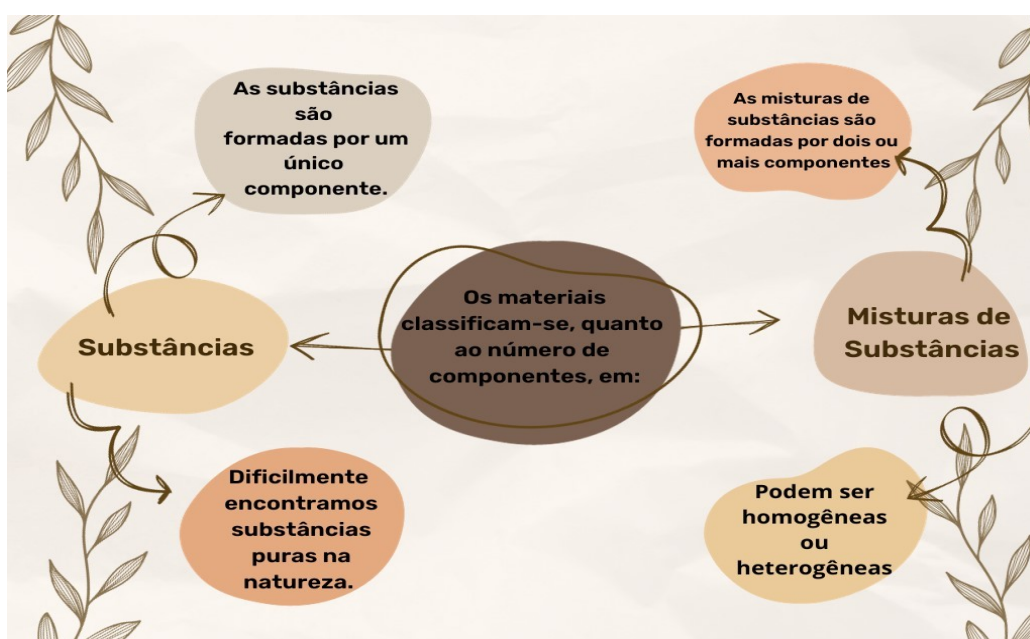 As substâncias
são
formadas por um
único
componente.
As misturas de
substâncias são
formadas por dois ou
mais componentes
Os materiais
classificam-se, quanto
ao número de
componentes, em:
Substâncias
Misturas de
Substâncias
Dificilmente
encontramos
substâncias
puras na
natureza.
Podem ser
homogêneas
ou
heterogêneas